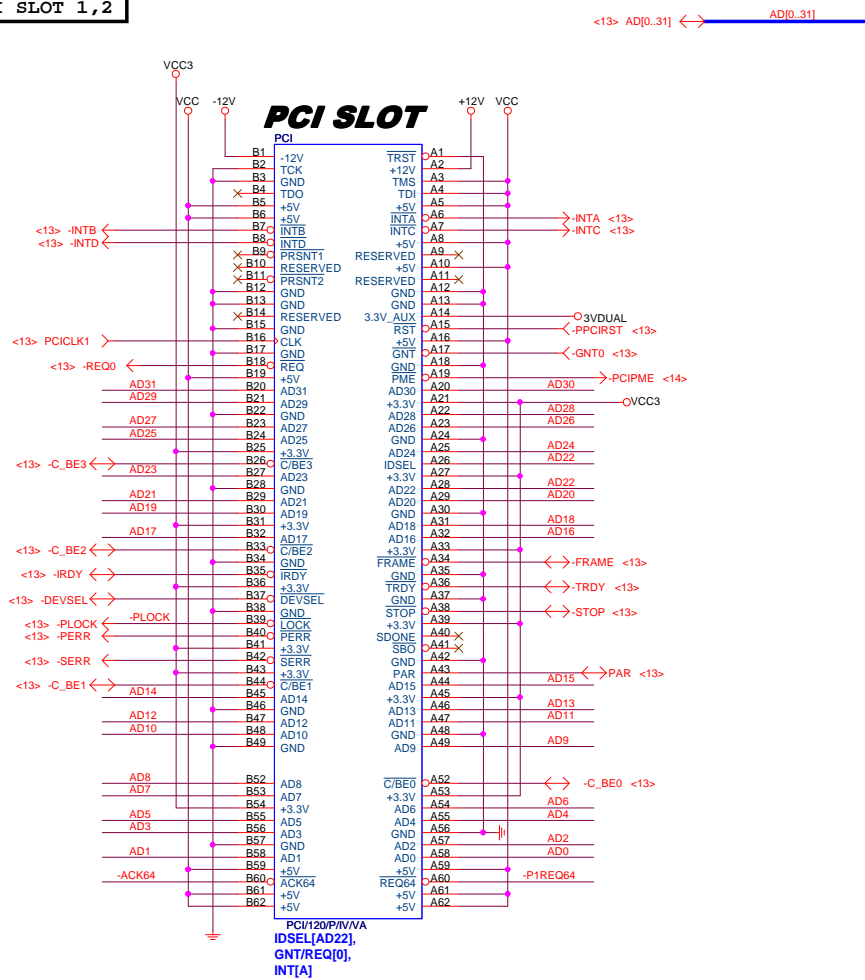 I SLOT 1,2
<13> AD[0..31] AD[0..31]
VCC3
VCC -12V +12V VCC
PCI SLOT
PCI
B1 -12V TRST A1
B2 TCK +12V A2
B3 GND TMS A3
B4 TDO TDI A4
B5 +5V +5V A5
B6 +5V INTA A6 -INTA <13>
<13> -INTB B7 INTB INTC A7 -INTC <13>
<13> -INTD B8 INTD +5V A8
B9 PRSNT1 RESERVED A9
B10 RESERVED +5V A10
B11 PRSNT2 RESERVED A11
B12 GND GND A12
B13 GND GND A13
B14 RESERVED 3.3V_AUX A14 3VDUAL
B15 GND RST A15 -PPCIRST <13>
<13> PCICLK1 B16 CLK +5V A16
B17 GND GNT A17 -GNT0 <13>
<13> -REQ0 B18 REQ GND A18
B19 +5V PME A19 -PCIPME <14>
AD31 B20 AD31 AD30 A20 AD30
AD29 B21 AD29 +3.3V A21 VCC3
B22 GND AD28 A22 AD28
AD27 B23 AD27 AD26 A23 AD26
AD25 B24 AD25 GND A24
B25 +3.3V AD24 A25 AD24
<13> -C_BE3 B26 C/BE3 IDSEL A26 AD22
AD23 B27 AD23 +3.3V A27
B28 GND AD22 A28 AD22
AD21 B29 AD21 AD20 A29 AD20
AD19 B30 AD19 GND A30
B31 +3.3V AD18 A31 AD18
AD17 B32 AD17 AD16 A32 AD16
<13> -C_BE2 B33 C/BE2 +3.3V A33
B34 GND FRAME A34 -FRAME <13>
<13> -IRDY B35 IRDY GND A35
B36 +3.3V TRDY A36 -TRDY <13>
<13> -DEVSEL B37 DEVSEL GND A37
B38 GND STOP A38 -STOP <13>
<13> -PLOCK -PLOCK B39 LOCK +3.3V A39
<13> -PERR B40 PERR SDONE A40
B41 +3.3V SBO A41
<13> -SERR B42 SERR GND A42
B43 +3.3V PAR A43 PAR <13>
<13> -C_BE1 B44 C/BE1 AD15 A44 AD15
AD14 B45 AD14 +3.3V A45
B46 GND AD13 A46 AD13
AD12 B47 AD12 AD11 A47 AD11
AD10 B48 AD10 GND A48
B49 GND AD9 A49 AD9
AD8 B52 AD8 C/BE0 A52 -C_BE0 <13>
AD7 B53 AD7 +3.3V A53
B54 +3.3V AD6 A54 AD6
AD5 B55 AD5 AD4 A55 AD4
AD3 B56 AD3 GND A56
B57 GND AD2 A57 AD2
AD1 B58 AD1 AD0 A58 AD0
B59 +5V +5V A59
-ACK64 B60 ACK64 REQ64 A60 -P1REQ64
B61 +5V +5V A61
B62 +5V +5V A62
PCI/120/P/IV/VA
IDSEL[AD22],
GNT/REQ[0],
INT[A]